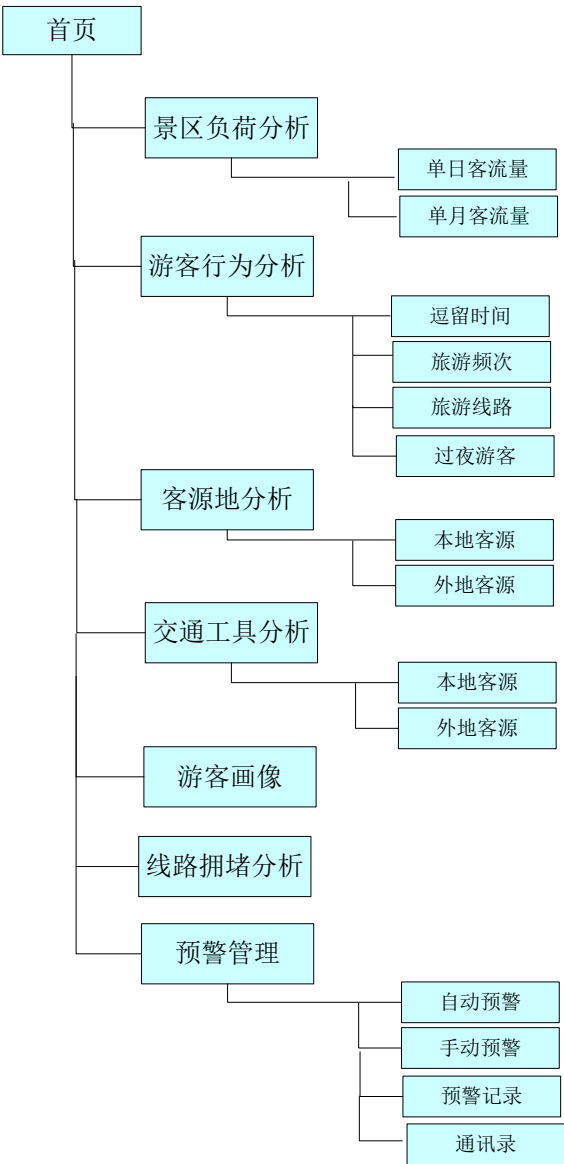 首页
景区负荷分析
单日客流量
单月客流量
游客行为分析
逗留时间
旅游频次
旅游线路
过夜游客
客源地分析
本地客源
外地客源
交通工具分析
本地客源
外地客源
游客画像
线路拥堵分析
预警管理
自动预警
手动预警
预警记录
通讯录